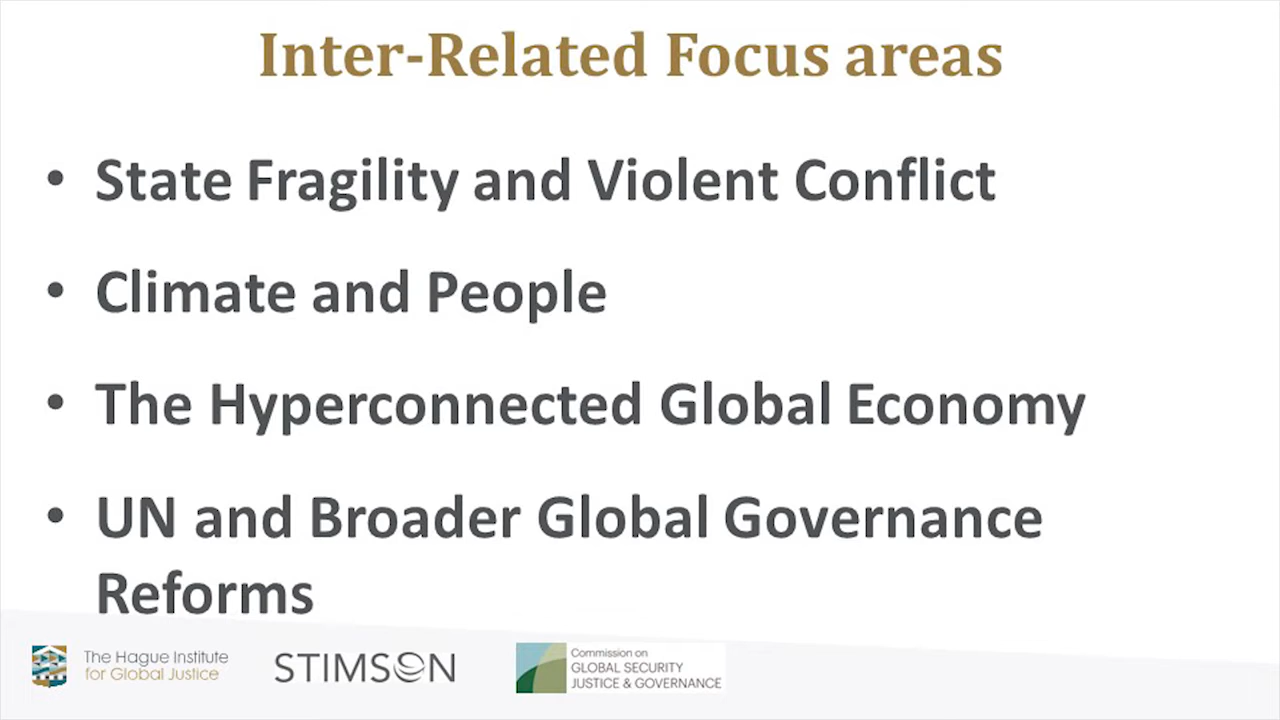 Inter-Related Focus areas
• State Fragility and Violent Conflict
• Climate and People
• The Hyperconnected Global Economy
• UN and Broader Global Governance
Reforms
The Hague Institute
for Global Justice
STIMSON
Commission on
GLOBAL SECURITY
JUSTICE & GOVERNANCE